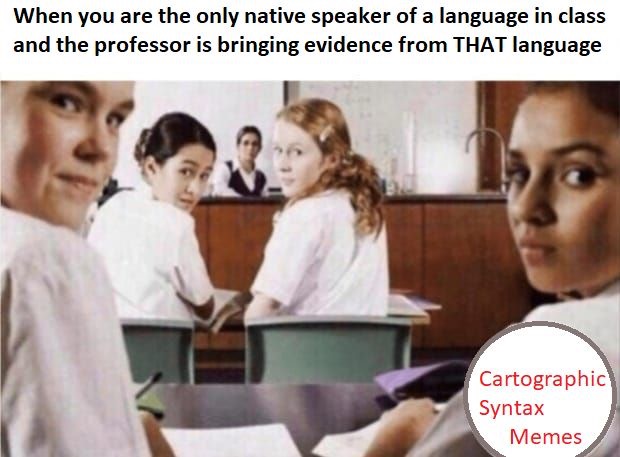 When you are the only native speaker of a language in class
and the professor is bringing evidence from THAT language
Cartographic
Syntax
Memes